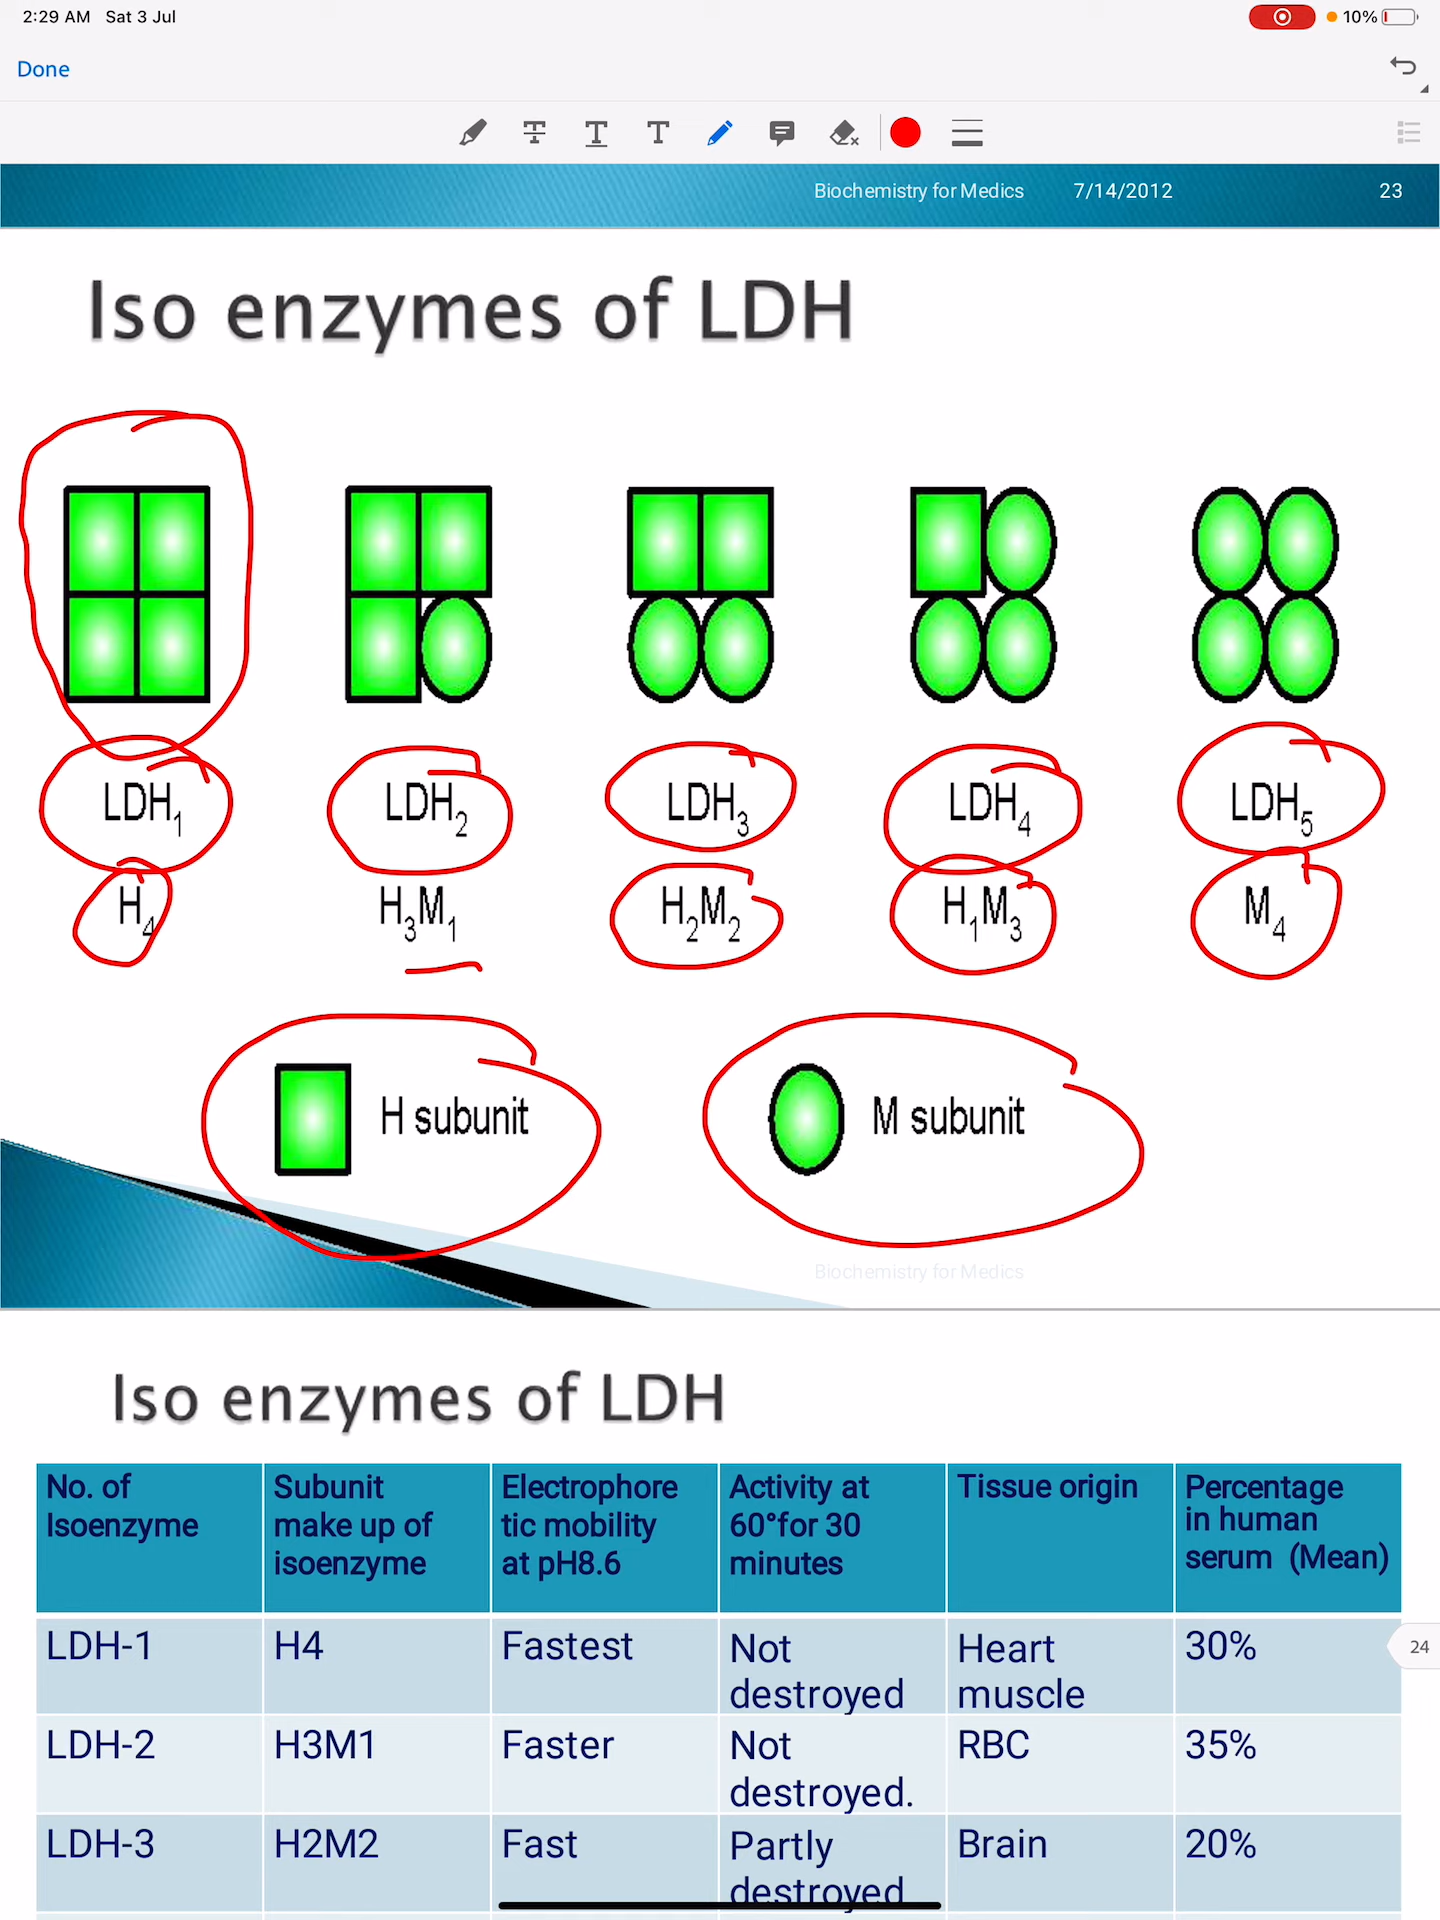 2:29 AM Sat 3 Jul
10%
Done
Biochemistry for Medics 7/14/2012 23
Iso enzymes of LDH
LDH1 LDH2 LDH3 LDH4 LDH5
H4 H3M1 H2M2 H1M3 M4
H subunit M subunit
Biochemistry for Medics
Iso enzymes of LDH
No. of Isoenzyme
Subunit make up of isoenzyme
Electrophore tic mobility at pH8.6
Activity at 60°for 30 minutes
Tissue origin
Percentage in human serum (Mean)
LDH-1 H4 Fastest Not destroyed Heart muscle 30%
24
LDH-2 H3M1 Faster Not destroyed. RBC 35%
LDH-3 H2M2 Fast Partly destroyed Brain 20%